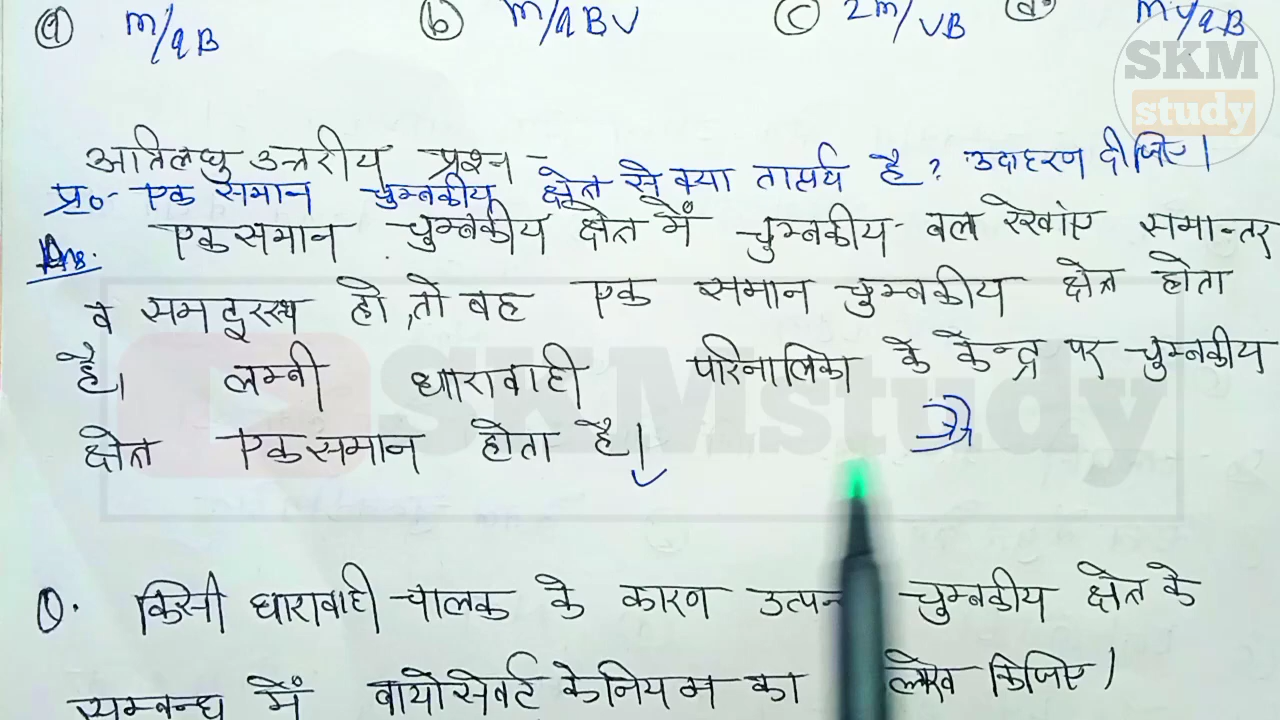 (a) m/qB (b) m/qBV (c) 2m/VB (d) mv/qB
SKM
study
अतिलघु उत्तरीय प्रश्न -
प्र०- एक समान चुम्बकीय क्षेत्र से क्या तात्पर्य है? उदाहरण दीजिए।
Ans. एकसमान चुम्बकीय क्षेत्र में चुम्बकीय बल रेखाए समान्तर
व समदूरस्थ हो, तो वह एक समान चुम्बकीय क्षेत्र होता
है। लम्बी धारावाही परिनालिका के केन्द्र पर चुम्बकीय
क्षेत्र एकसमान होता है।
SKMstudy
Q. किसी धारावाही चालक के कारण उत्पन्न चुम्बकीय क्षेत्र के
सम्बन्ध में बायोसेवर्ट के नियम का लेख किजिए।